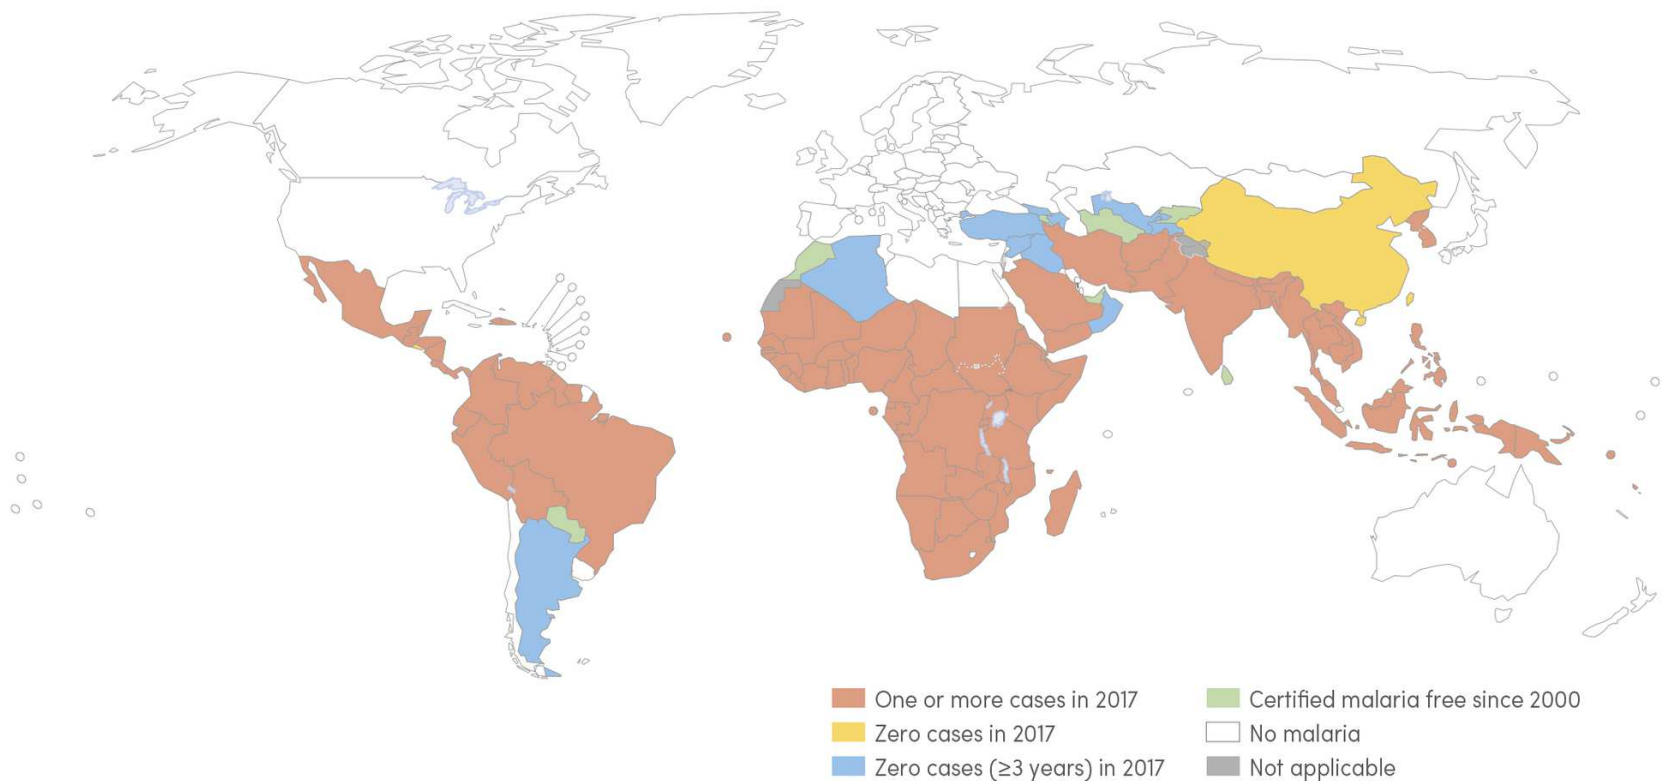 One or more cases in 2017
Zero cases in 2017
Zero cases (≥3 years) in 2017
Certified malaria free since 2000
No malaria
Not applicable